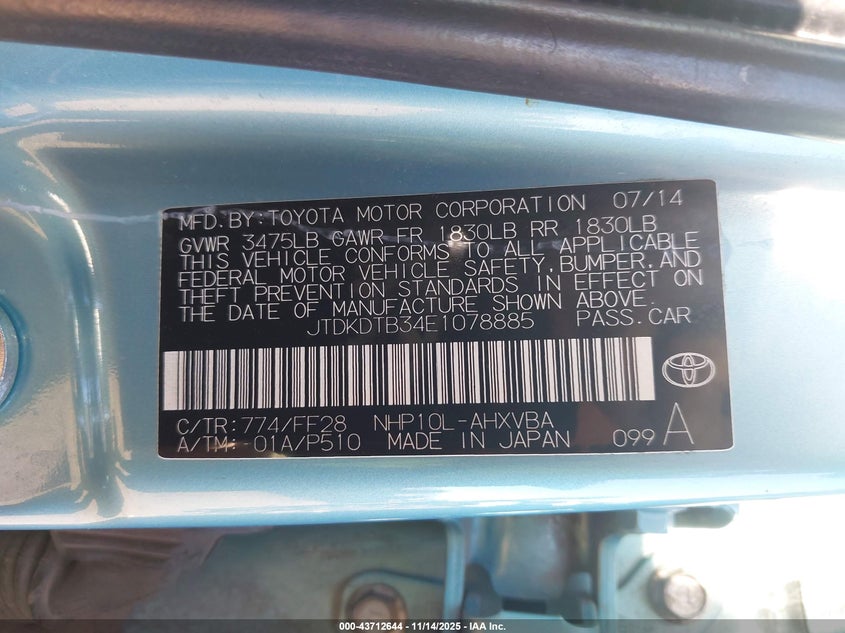 MFD.BY:TOYOTA MOTOR CORPORATION 07/14
GVWR 3475LB GAWR FR 1830LB RR 1830LB
THIS VEHICLE CONFORMS TO ALL APPLICABLE
FEDERAL MOTOR VEHICLE SAFETY,BUMPER,AND
THEFT PREVENTION STANDARDS IN EFFECT ON
THE DATE OF MANUFACTURE SHOWN ABOVE.
JTDKDTB34E1078885 PASS.CAR
C/TR:774/FF28 NHP10L-AHXVBA
A/TM:-01A/P510 MADE IN JAPAN 099 A
000-43712644 — 11/14/2025 — IAA Inc.